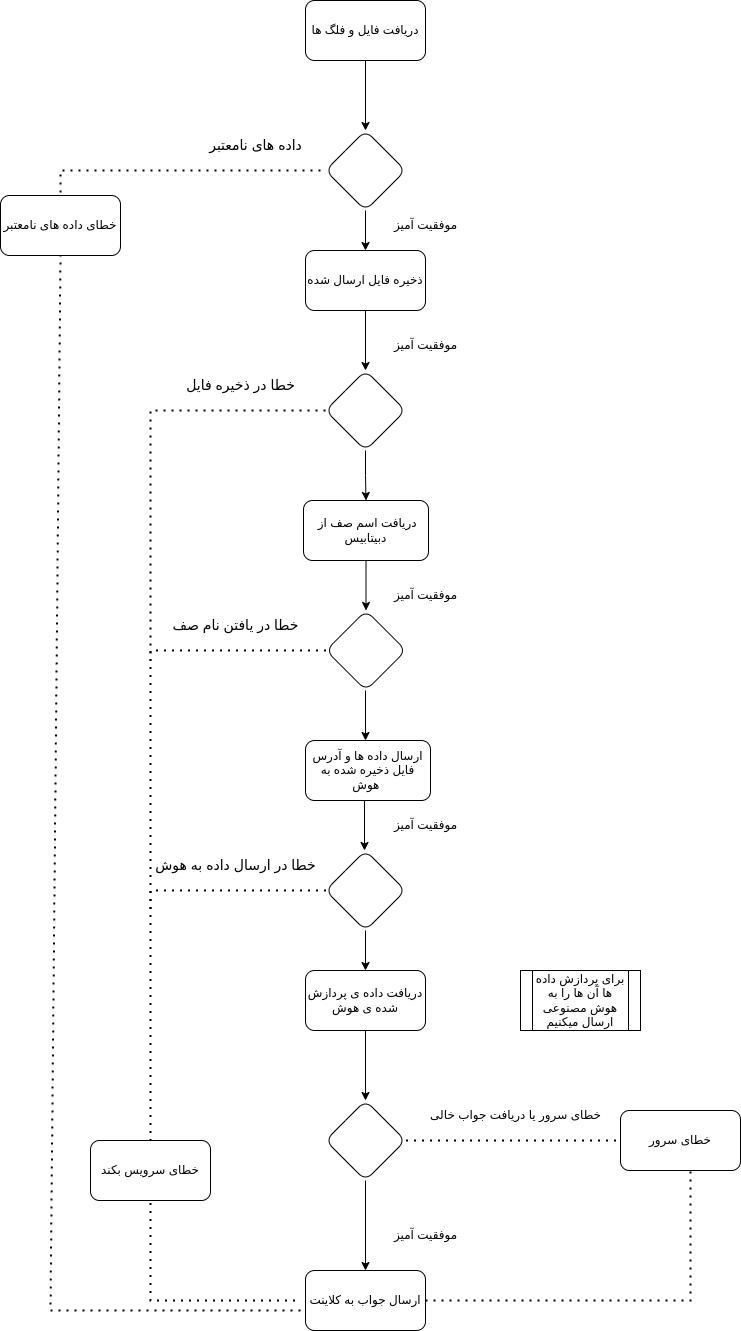 دریافت فایل و فلگ ها
داده های نامعتبر
خطای داده های نامعتبر
موفقیت آمیز
ذخیره فایل ارسال شده
موفقیت آمیز
خطا در ذخیره فایل
دریافت اسم صف از
دبیتابیس
موفقیت آمیز
خطا در یافتن نام صف
ارسال داده ها و آدرس
فایل ذخیره شده به
هوش
موفقیت آمیز
خطا در ارسال داده به هوش
دریافت داده ی پردازش
شده ی هوش
برای پردازش داده
ها آن ها را به
هوش مصنوعی
ارسال میکنیم
خطای سرور یا دریافت جواب خالی
خطای سرور
خطای سرویس بکند
موفقیت آمیز
ارسال جواب به کلاینت